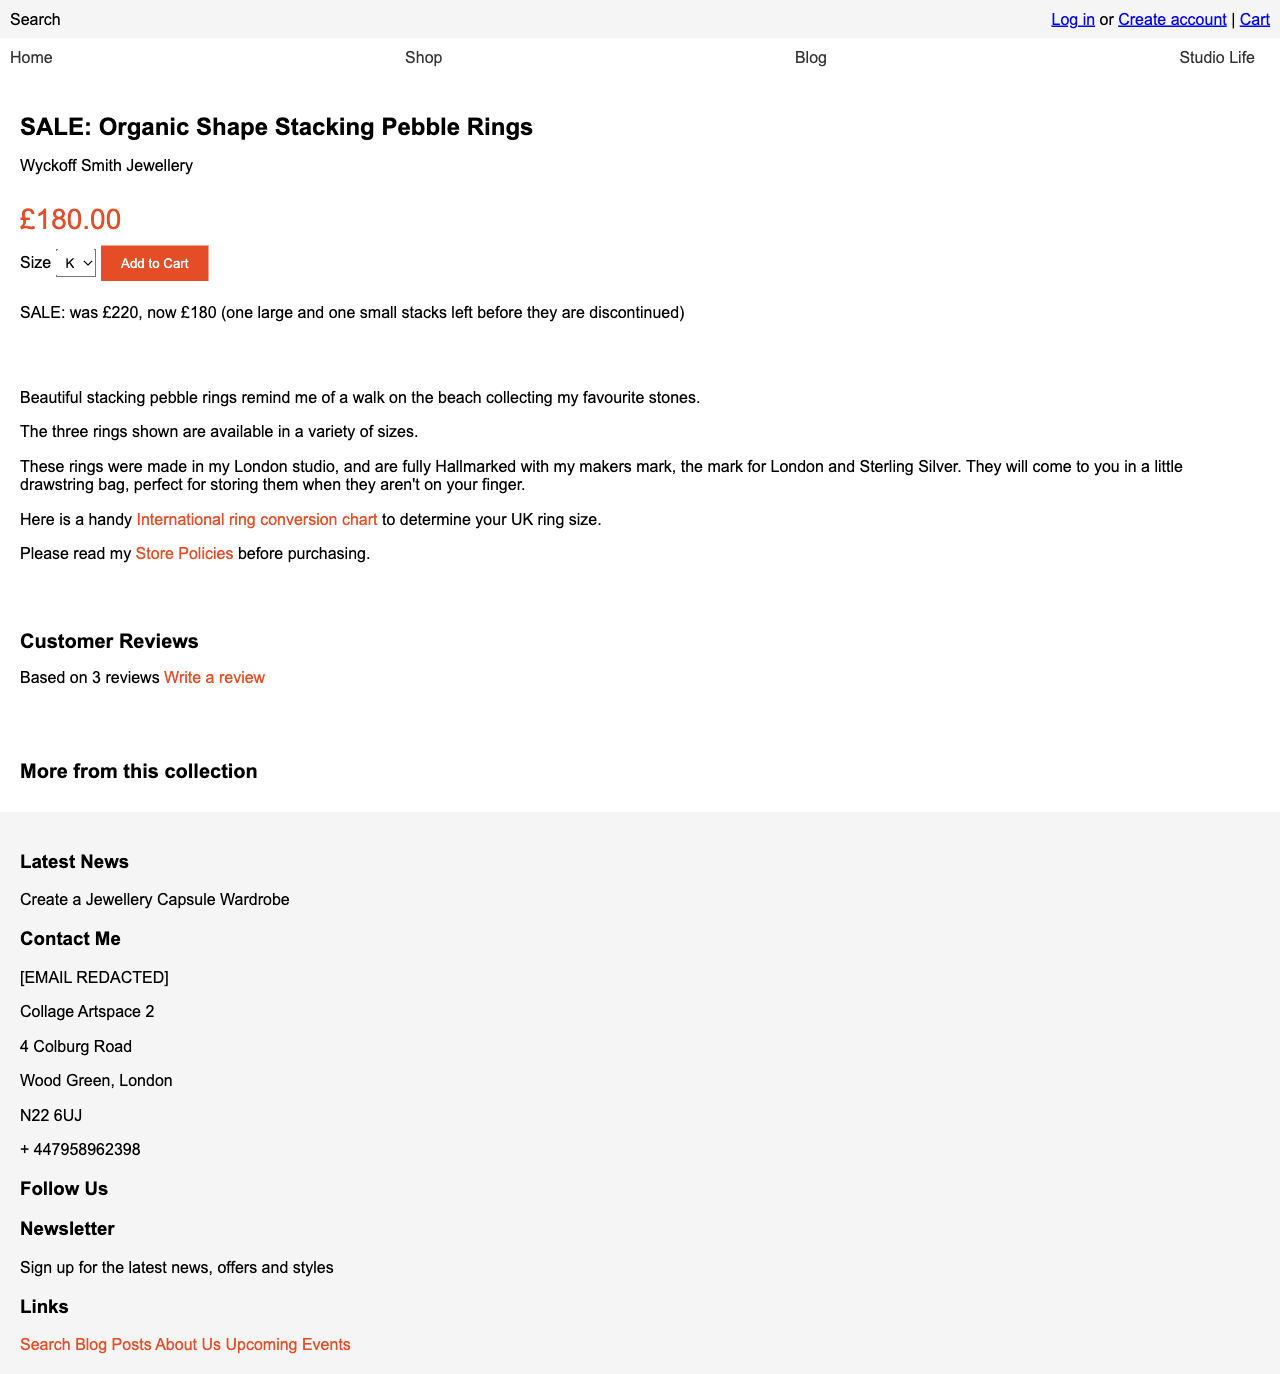 Search Log in or Create account | Cart
Home Shop Blog Studio Life
SALE: Organic Shape Stacking Pebble Rings
Wyckoff Smith Jewellery
£180.00
Size K Add to Cart
SALE: was £220, now £180 (one large and one small stacks left before they are discontinued)
Beautiful stacking pebble rings remind me of a walk on the beach collecting my favourite stones.
The three rings shown are available in a variety of sizes.
These rings were made in my London studio, and are fully Hallmarked with my makers mark, the mark for London and Sterling Silver. They will come to you in a little
drawstring bag, perfect for storing them when they aren't on your finger.
Here is a handy International ring conversion chart to determine your UK ring size.
Please read my Store Policies before purchasing.
Customer Reviews
Based on 3 reviews Write a review
More from this collection
Latest News
Create a Jewellery Capsule Wardrobe
Contact Me
[EMAIL REDACTED]
Collage Artspace 2
4 Colburg Road
Wood Green, London
N22 6UJ
+ 447958962398
Follow Us
Newsletter
Sign up for the latest news, offers and styles
Links
Search Blog Posts About Us Upcoming Events